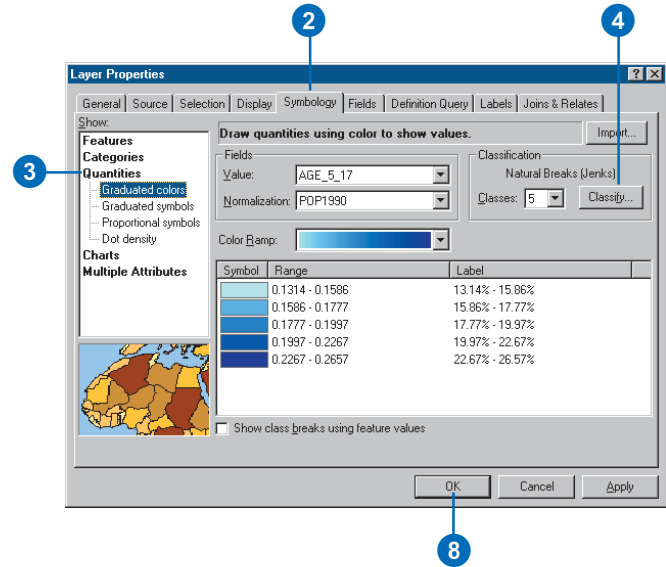 2
4
Layer Properties
General Source Selection Display Symbology Fields Definition Query Labels Joins & Relates
Show:
Features
Categories
3
Quantities
Graduated colors
Graduated symbols
Proportional symbols
Dot density
Charts
Multiple Attributes
Draw quantities using color to show values.
Import...
Fields
Value: AGE_5_17
Normalization: POP1990
Classification
Natural Breaks (Jenks)
Classes: 5 Classify...
Color Ramp:
Symbol Range Label
0.1314 - 0.1586 13.14% - 15.86%
0.1586 - 0.1777 15.86% - 17.77%
0.1777 - 0.1997 17.77% - 19.97%
0.1997 - 0.2267 19.97% - 22.67%
0.2267 - 0.2657 22.67% - 26.57%
Show class breaks using feature values
OK Cancel Apply
8